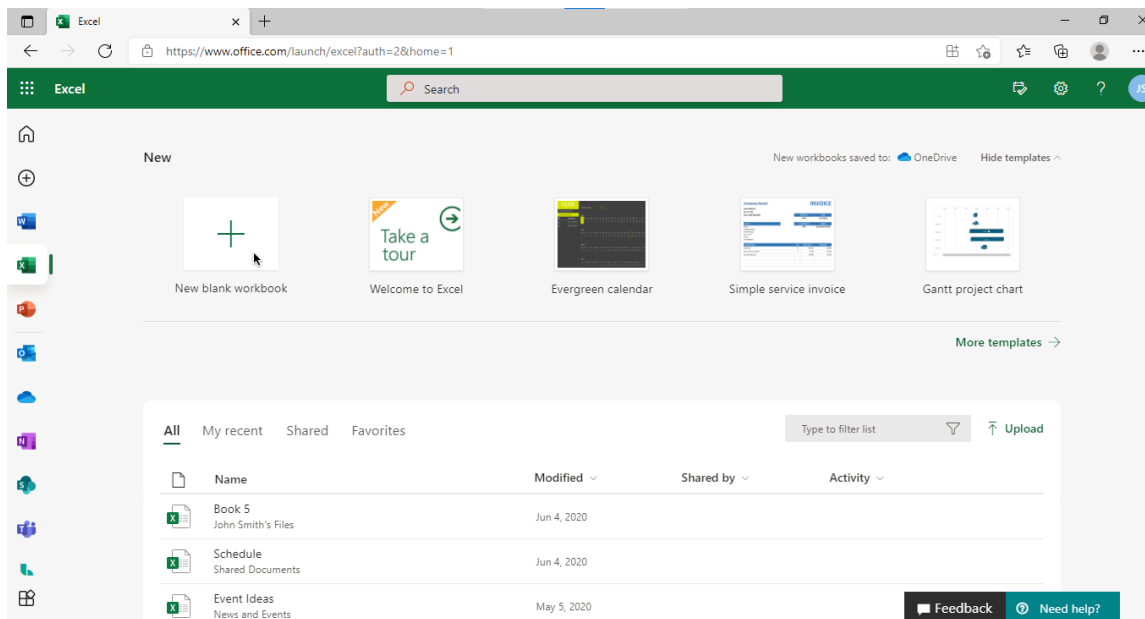 Excel
https://www.office.com/launch/excel?auth=2&home=1
Excel
Search
?
JS
New
New workbooks saved to: OneDrive
Hide templates
New
Take a
tour
INVOICE
New blank workbook
Welcome to Excel
Evergreen calendar
Simple service invoice
Gantt project chart
More templates
All
My recent
Shared
Favorites
Type to filter list
Upload
Name
Modified
Shared by
Activity
Book 5
John Smith's Files
Jun 4, 2020
Schedule
Shared Documents
Jun 4, 2020
Event Ideas
News and Events
May 5, 2020
Feedback
Need help?